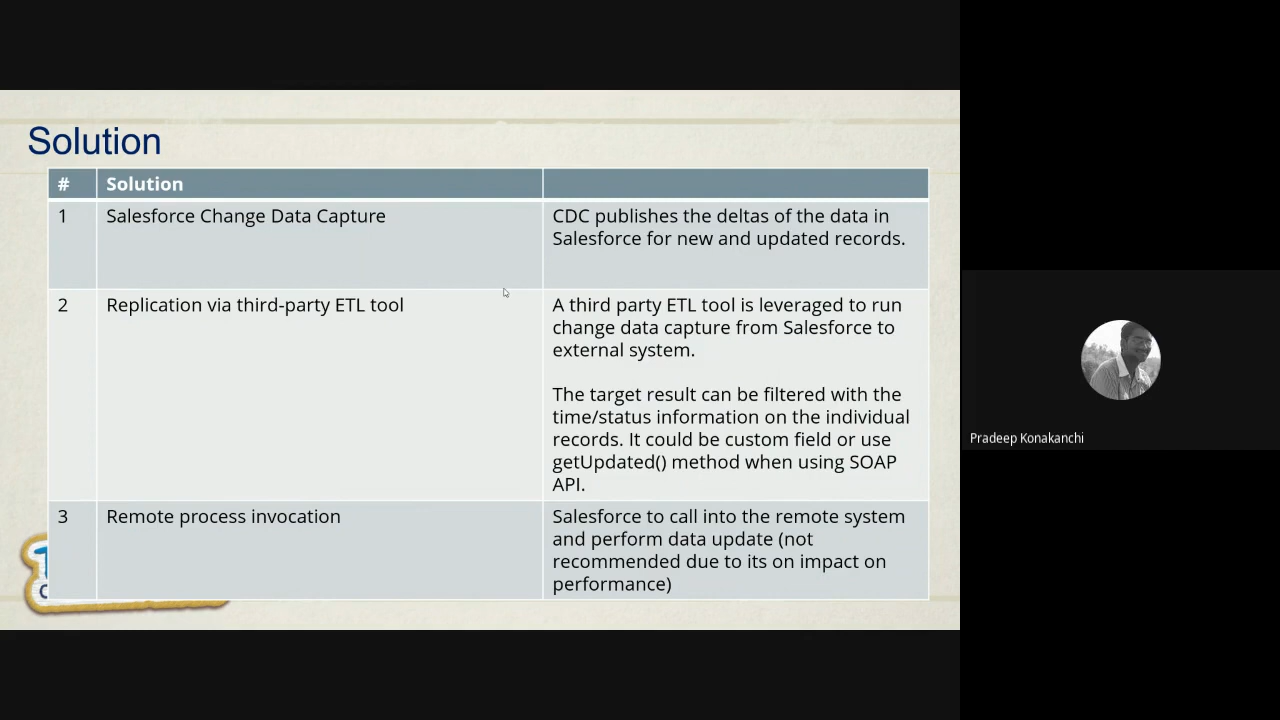 Solution
# Solution
1 Salesforce Change Data Capture
CDC publishes the deltas of the data in
Salesforce for new and updated records.
2 Replication via third-party ETL tool
A third party ETL tool is leveraged to run
change data capture from Salesforce to
external system.
The target result can be filtered with the
time/status information on the individual
records. It could be custom field or use
getUpdated() method when using SOAP
API.
3 Remote process invocation
Salesforce to call into the remote system
and perform data update (not
recommended due to its on impact on
performance)
Pradeep Konakanchi